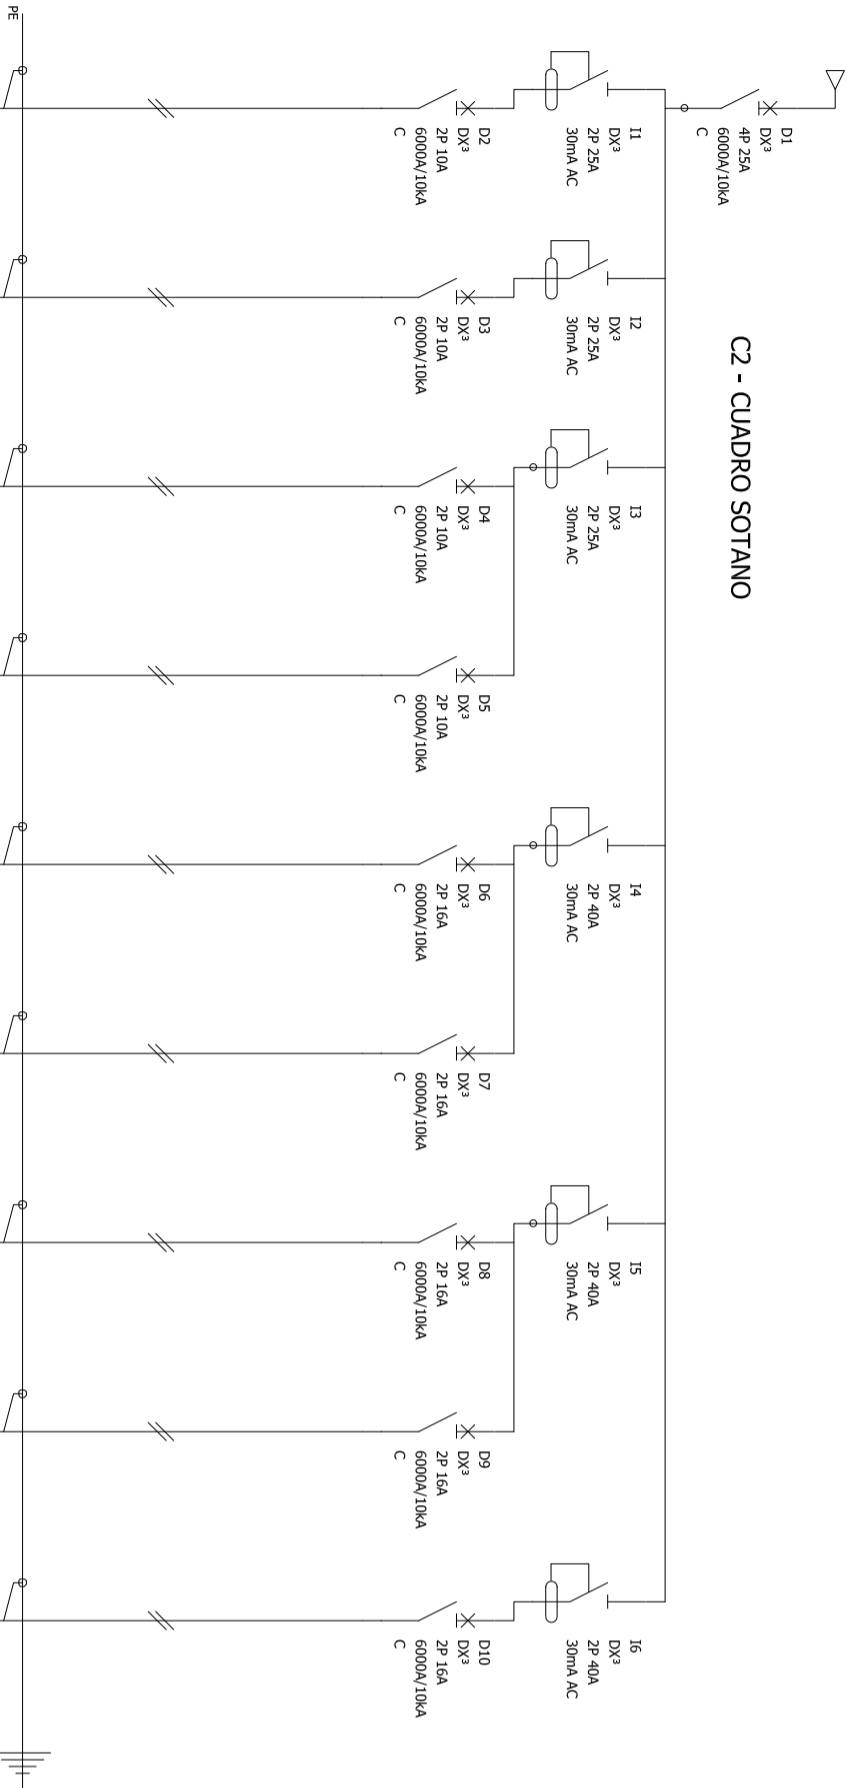 C2 - CUADRO SOTANO
D1
DX³
4P 25A
6000A/10kA
C
I1
DX³
2P 25A
30mA AC
I2
DX³
2P 25A
30mA AC
I3
DX³
2P 25A
30mA AC
I4
DX³
2P 40A
30mA AC
I5
DX³
2P 40A
30mA AC
I6
DX³
2P 40A
30mA AC
D2
DX³
2P 10A
6000A/10kA
C
D3
DX³
2P 10A
6000A/10kA
C
D4
DX³
2P 10A
6000A/10kA
C
D5
DX³
2P 10A
6000A/10kA
C
D6
DX³
2P 16A
6000A/10kA
C
D7
DX³
2P 16A
6000A/10kA
C
D8
DX³
2P 16A
6000A/10kA
C
D9
DX³
2P 16A
6000A/10kA
C
D10
DX³
2P 16A
6000A/10kA
C
PE